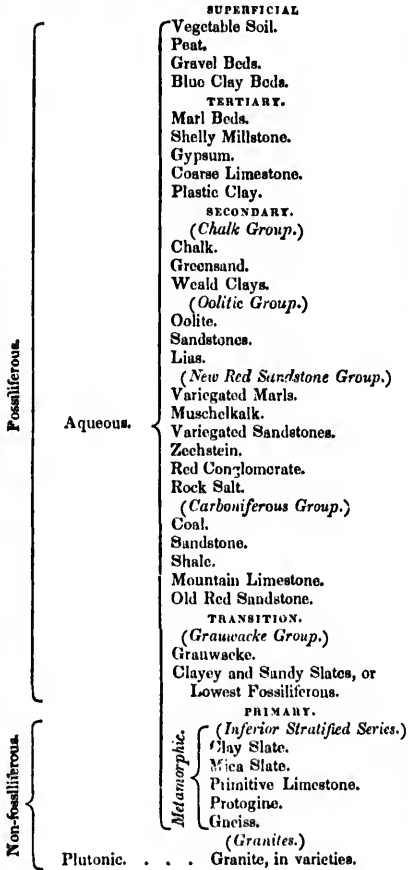 SUPERFICIAL
Vegetable Soil.
Peat.
Gravel Beds.
Blue Clay Beds.
TERTIARY.
Marl Beds.
Shelly Millstone.
Gypsum.
Coarse Limestone.
Plastic Clay.
SECONDARY.
(Chalk Group.)
Chalk.
Greensand.
Weald Clays.
(Oolitic Group.)
Oolite.
Sandstones.
Lias.
(New Red Sandstone Group.)
Variegated Marls.
Muschelkalk.
Variegated Sandstones.
Zechstein.
Red Conglomerate.
Rock Salt.
(Carboniferous Group.)
Coal.
Sandstone.
Shale.
Mountain Limestone.
Old Red Sandstone.
TRANSITION.
(Grauwacke Group.)
Grauwacke.
Clayey and Sandy Slates, or
Lowest Fossiliferous.
PRIMARY.
(Inferior Stratified Series.)
Clay Slate.
Mica Slate.
Primitive Limestone.
Protogine.
Gneiss.
(Granites.)
Plutonic. . . . Granite, in varieties.
Fossiliferous.
Aqueous.
Non-fossiliferous.
Metamorphic.